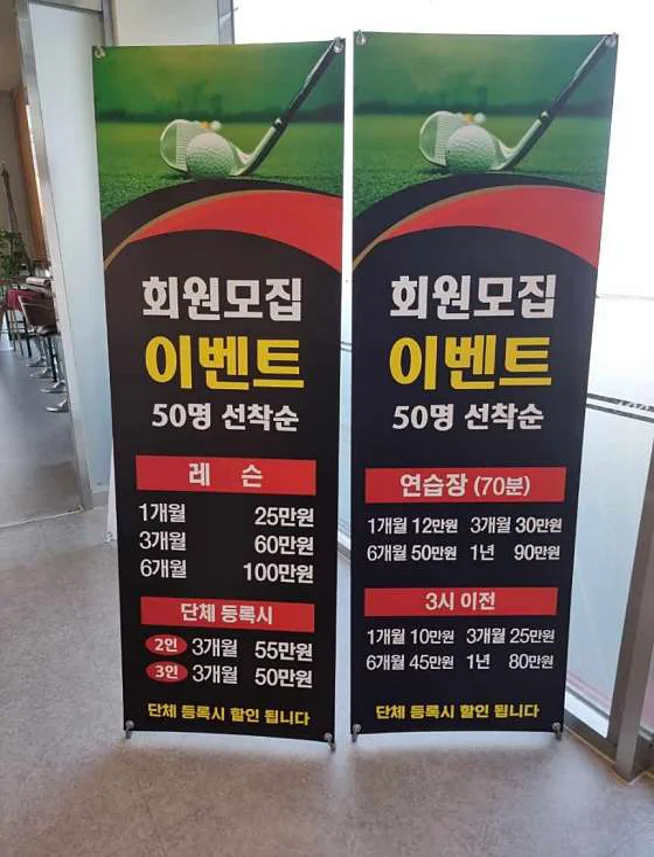 회원모집
이벤트
50명 선착순
레 슨
1개월 25만원
3개월 60만원
6개월 100만원
단체 등록시
2인 3개월 55만원
3인 3개월 50만원
단체 등록시 할인 됩니다
회원모집
이벤트
50명 선착순
연습장 (70분)
1개월 12만원 3개월 30만원
6개월 50만원 1년 90만원
3시 이전
1개월 10만원 3개월 25만원
6개월 45만원 1년 80만원
단체 등록시 할인 됩니다